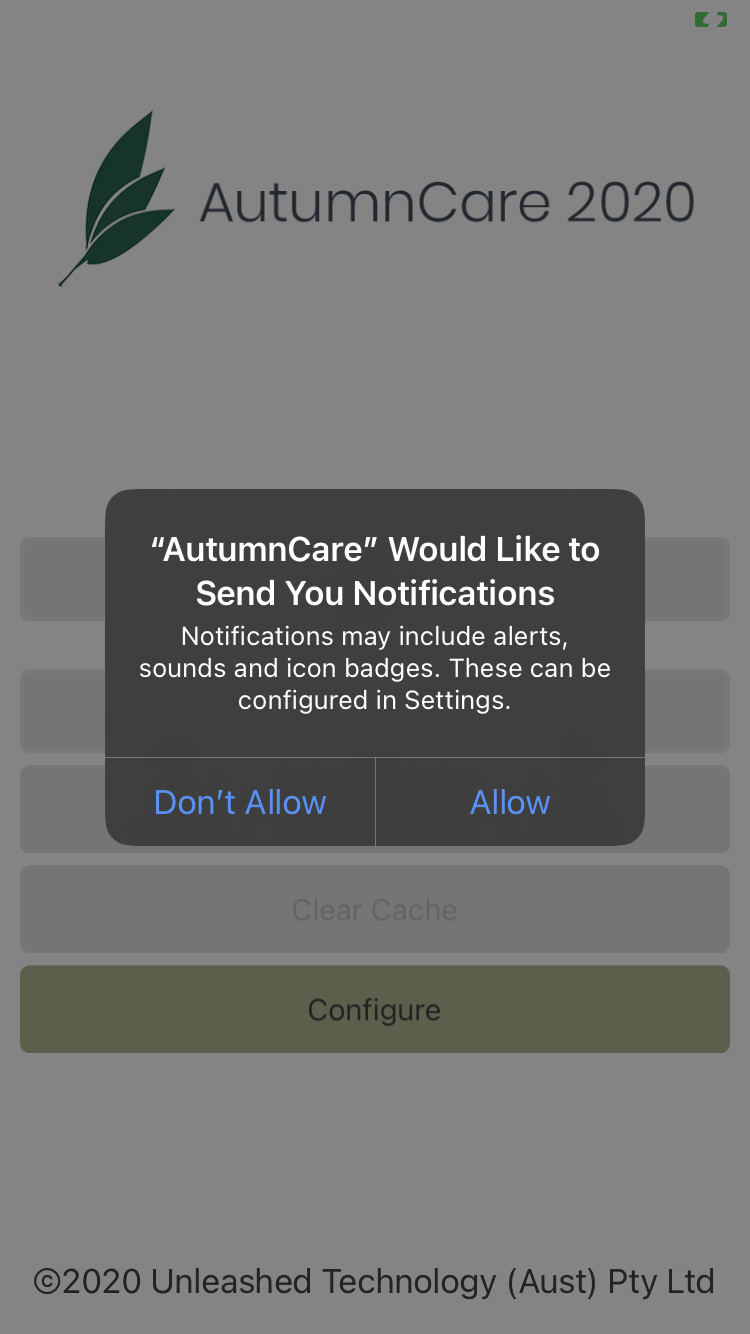 AutumnCare 2020
“AutumnCare” Would Like to
Send You Notifications
Notifications may include alerts,
sounds and icon badges. These can be
configured in Settings.
Don’t Allow
Allow
Clear Cache
Configure
©2020 Unleashed Technology (Aust) Pty Ltd